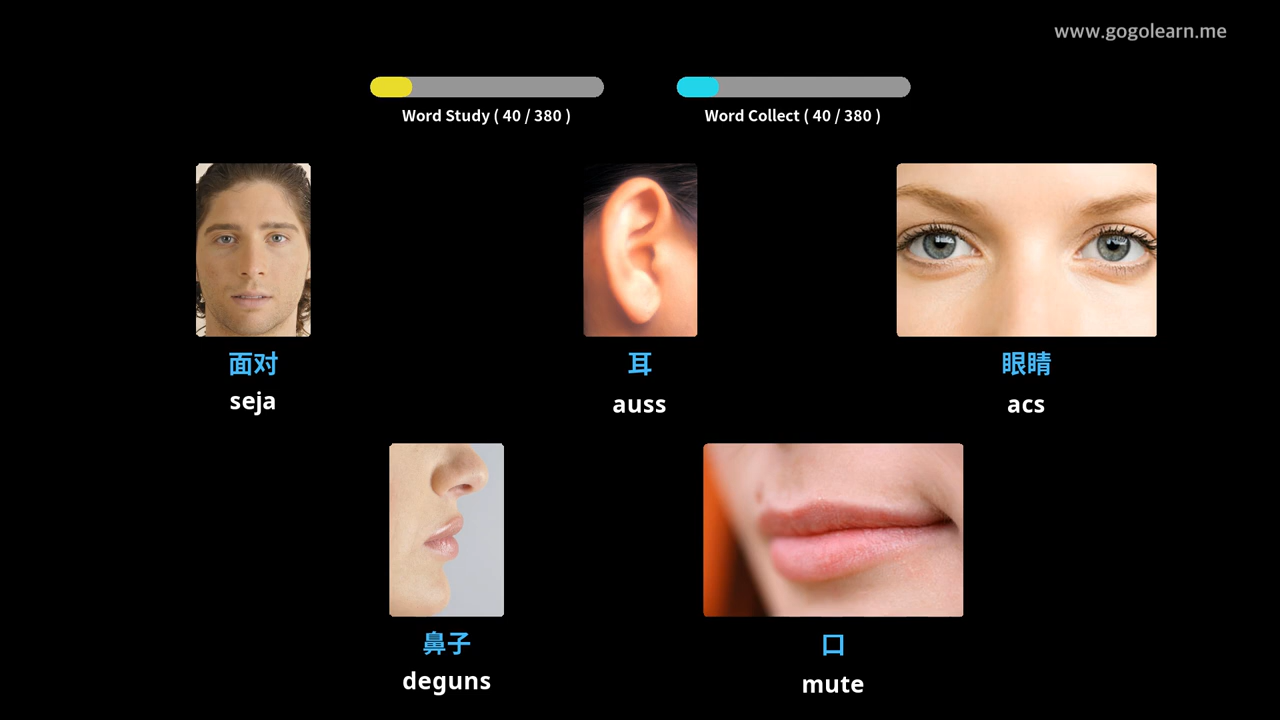 www.gogolearn.me
Word Study ( 40 / 380 )
Word Collect ( 40 / 380 )
面对
耳
眼睛
seja
auss
acs
鼻子
口
deguns
mute